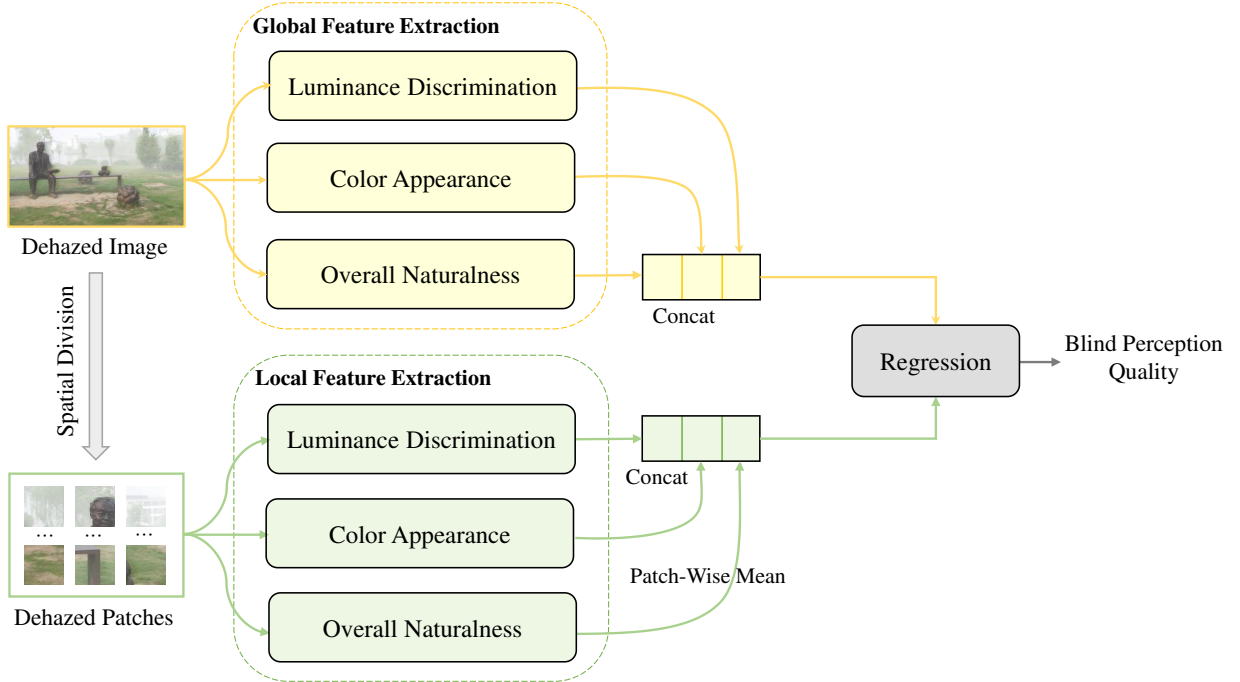 Global Feature Extraction
Luminance Discrimination
Color Appearance
Overall Naturalness
Dehazed Image
Concat
Spatial Division
Regression
Blind Perception
Quality
Local Feature Extraction
Luminance Discrimination
Color Appearance
Overall Naturalness
Concat
Patch-Wise Mean
... ... ...
Dehazed Patches